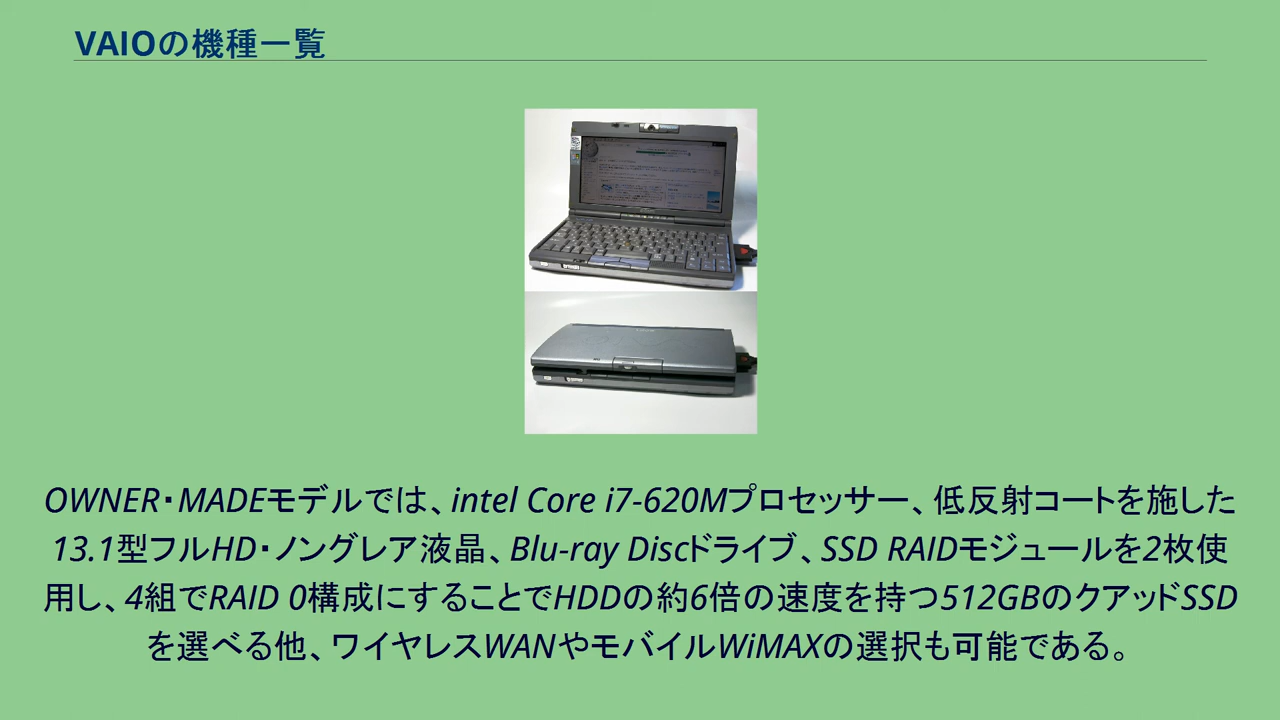 VAIOの機種一覧
OWNER・MADEモデルでは、intel Core i7-620Mプロセッサー、低反射コートを施した
13.1型フルHD・ノングレア液晶、Blu-ray Discドライブ、SSD RAIDモジュールを2枚使
用し、4組でRAID 0構成にすることでHDDの約6倍の速度を持つ512GBのクアッドSSD
を選べる他、ワイヤレスWANやモバイルWiMAXの選択も可能である。